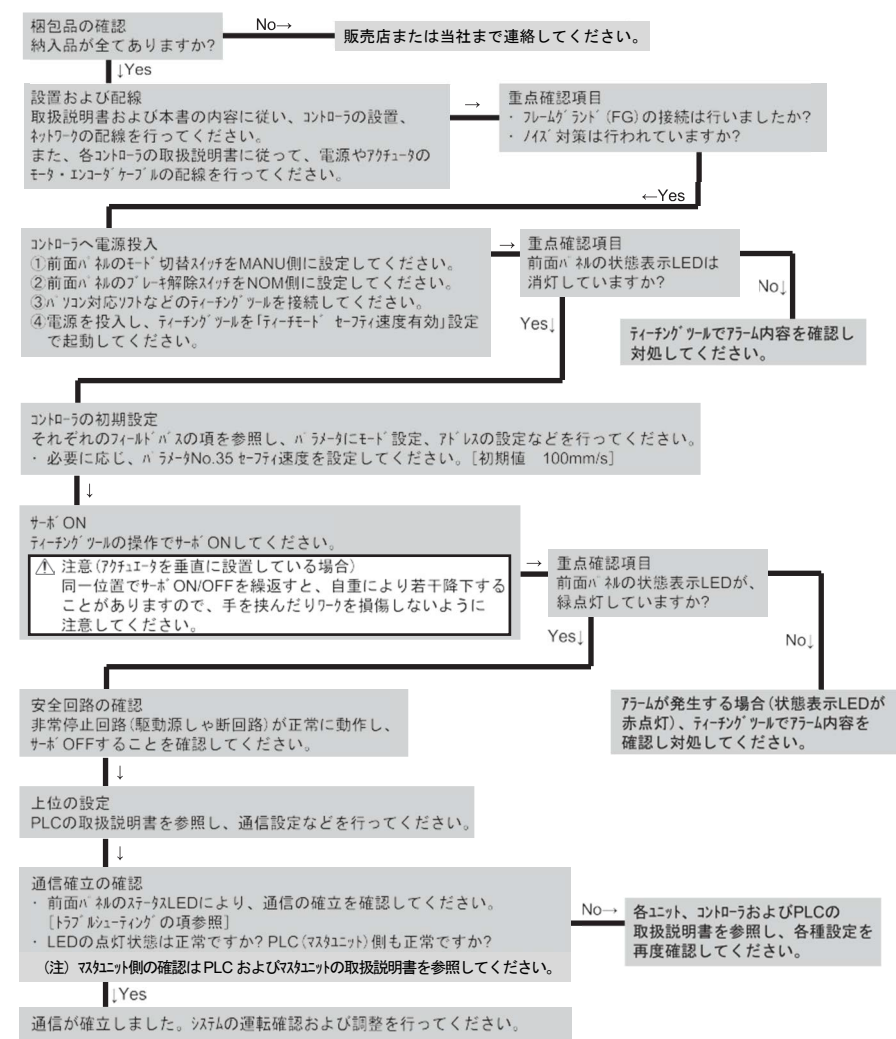 梱包品の確認
納入品が全てありますか?
No→
販売店または当社まで連絡してください。
↓Yes
設置および配線
取扱説明書および本書の内容に従い、ｺﾝﾄﾛｰﾗの設置、
ﾈｯﾄﾜｰｸの配線を行ってください。
また、各ｺﾝﾄﾛｰﾗの取扱説明書に従って、電源やｱｸﾁｭｰﾀの
ﾓｰﾀ・ｴﾝｺｰﾀﾞｹｰﾌﾞﾙの配線を行ってください。
→
重点確認項目
・ ﾌﾚｰﾑｸﾞﾗﾝﾄﾞ(FG)の接続は行いましたか?
・ ﾉｲｽﾞ対策は行われていますか?
←Yes
ｺﾝﾄﾛｰﾗへ電源投入
①前面ﾊﾟﾈﾙのﾓｰﾄﾞ切替ｽｲｯﾁをMANU側に設定してください。
②前面ﾊﾟﾈﾙのﾌﾞﾚｰｷ解除ｽｲｯﾁをNOM側に設定してください。
③ﾊﾟｿｺﾝ対応ｿﾌﾄなどのﾃｨｰﾁﾝｸﾞﾂｰﾙを接続してください。
④電源を投入し、ﾃｨｰﾁﾝｸﾞﾂｰﾙを｢ﾃｨｰﾁﾓｰﾄﾞ ｾｰﾌﾃｨ速度有効｣設定
で起動してください。
→
重点確認項目
前面ﾊﾟﾈﾙの状態表示LEDは
消灯していますか?
No↓
Yes↓
ﾃｨｰﾁﾝｸﾞﾂｰﾙでｱﾗｰﾑ内容を確認し
対処してください。
ｺﾝﾄﾛｰﾗの初期設定
それぞれのﾌｨｰﾙﾄﾞﾊﾞｽの項を参照し、ﾊﾟﾗﾒｰﾀにﾓｰﾄﾞ設定、ｱﾄﾞﾚｽの設定などを行ってください。
・ 必要に応じ、ﾊﾟﾗﾒｰﾀNo.35 ｾｰﾌﾃｨ速度を設定してください。[初期値 100mm/s]
↓
ｻｰﾎﾞON
ﾃｨｰﾁﾝｸﾞﾂｰﾙの操作でｻｰﾎﾞONしてください。
⚠ 注意(ｱｸﾁｭｴｰﾀを垂直に設置している場合)
同一位置でｻｰﾎﾞON/OFFを繰返すと、自重により若干降下する
ことがありますので、手を挟んだりﾜｰｸを損傷しないように
注意してください。
→
重点確認項目
前面ﾊﾟﾈﾙの状態表示LEDが、
緑点灯していますか?
Yes↓
No↓
安全回路の確認
非常停止回路(駆動源しゃ断回路)が正常に動作し、
ｻｰﾎﾞOFFすることを確認してください。
ｱﾗｰﾑが発生する場合(状態表示LEDが
赤点灯)、ﾃｨｰﾁﾝｸﾞﾂｰﾙでｱﾗｰﾑ内容を
確認し対処してください。
↓
上位の設定
PLCの取扱説明書を参照し、通信設定などを行ってください。
↓
通信確立の確認
・ 前面ﾊﾟﾈﾙのｽﾃｰﾀｽLEDにより、通信の確立を確認してください。
[ﾄﾗﾌﾞﾙｼｭｰﾃｨﾝｸﾞの項参照]
・ LEDの点灯状態は正常ですか? PLC(ﾏｽﾀﾕﾆｯﾄ)側も正常ですか?
(注) ﾏｽﾀﾕﾆｯﾄ側の確認は PLC およびﾏｽﾀﾕﾆｯﾄの取扱説明書を参照してください。
No→
各ﾕﾆｯﾄ、ｺﾝﾄﾛｰﾗおよびPLCの
取扱説明書を参照し、各種設定を
再度確認してください。
↓Yes
通信が確立しました。ｼｽﾃﾑの運転確認および調整を行ってください。